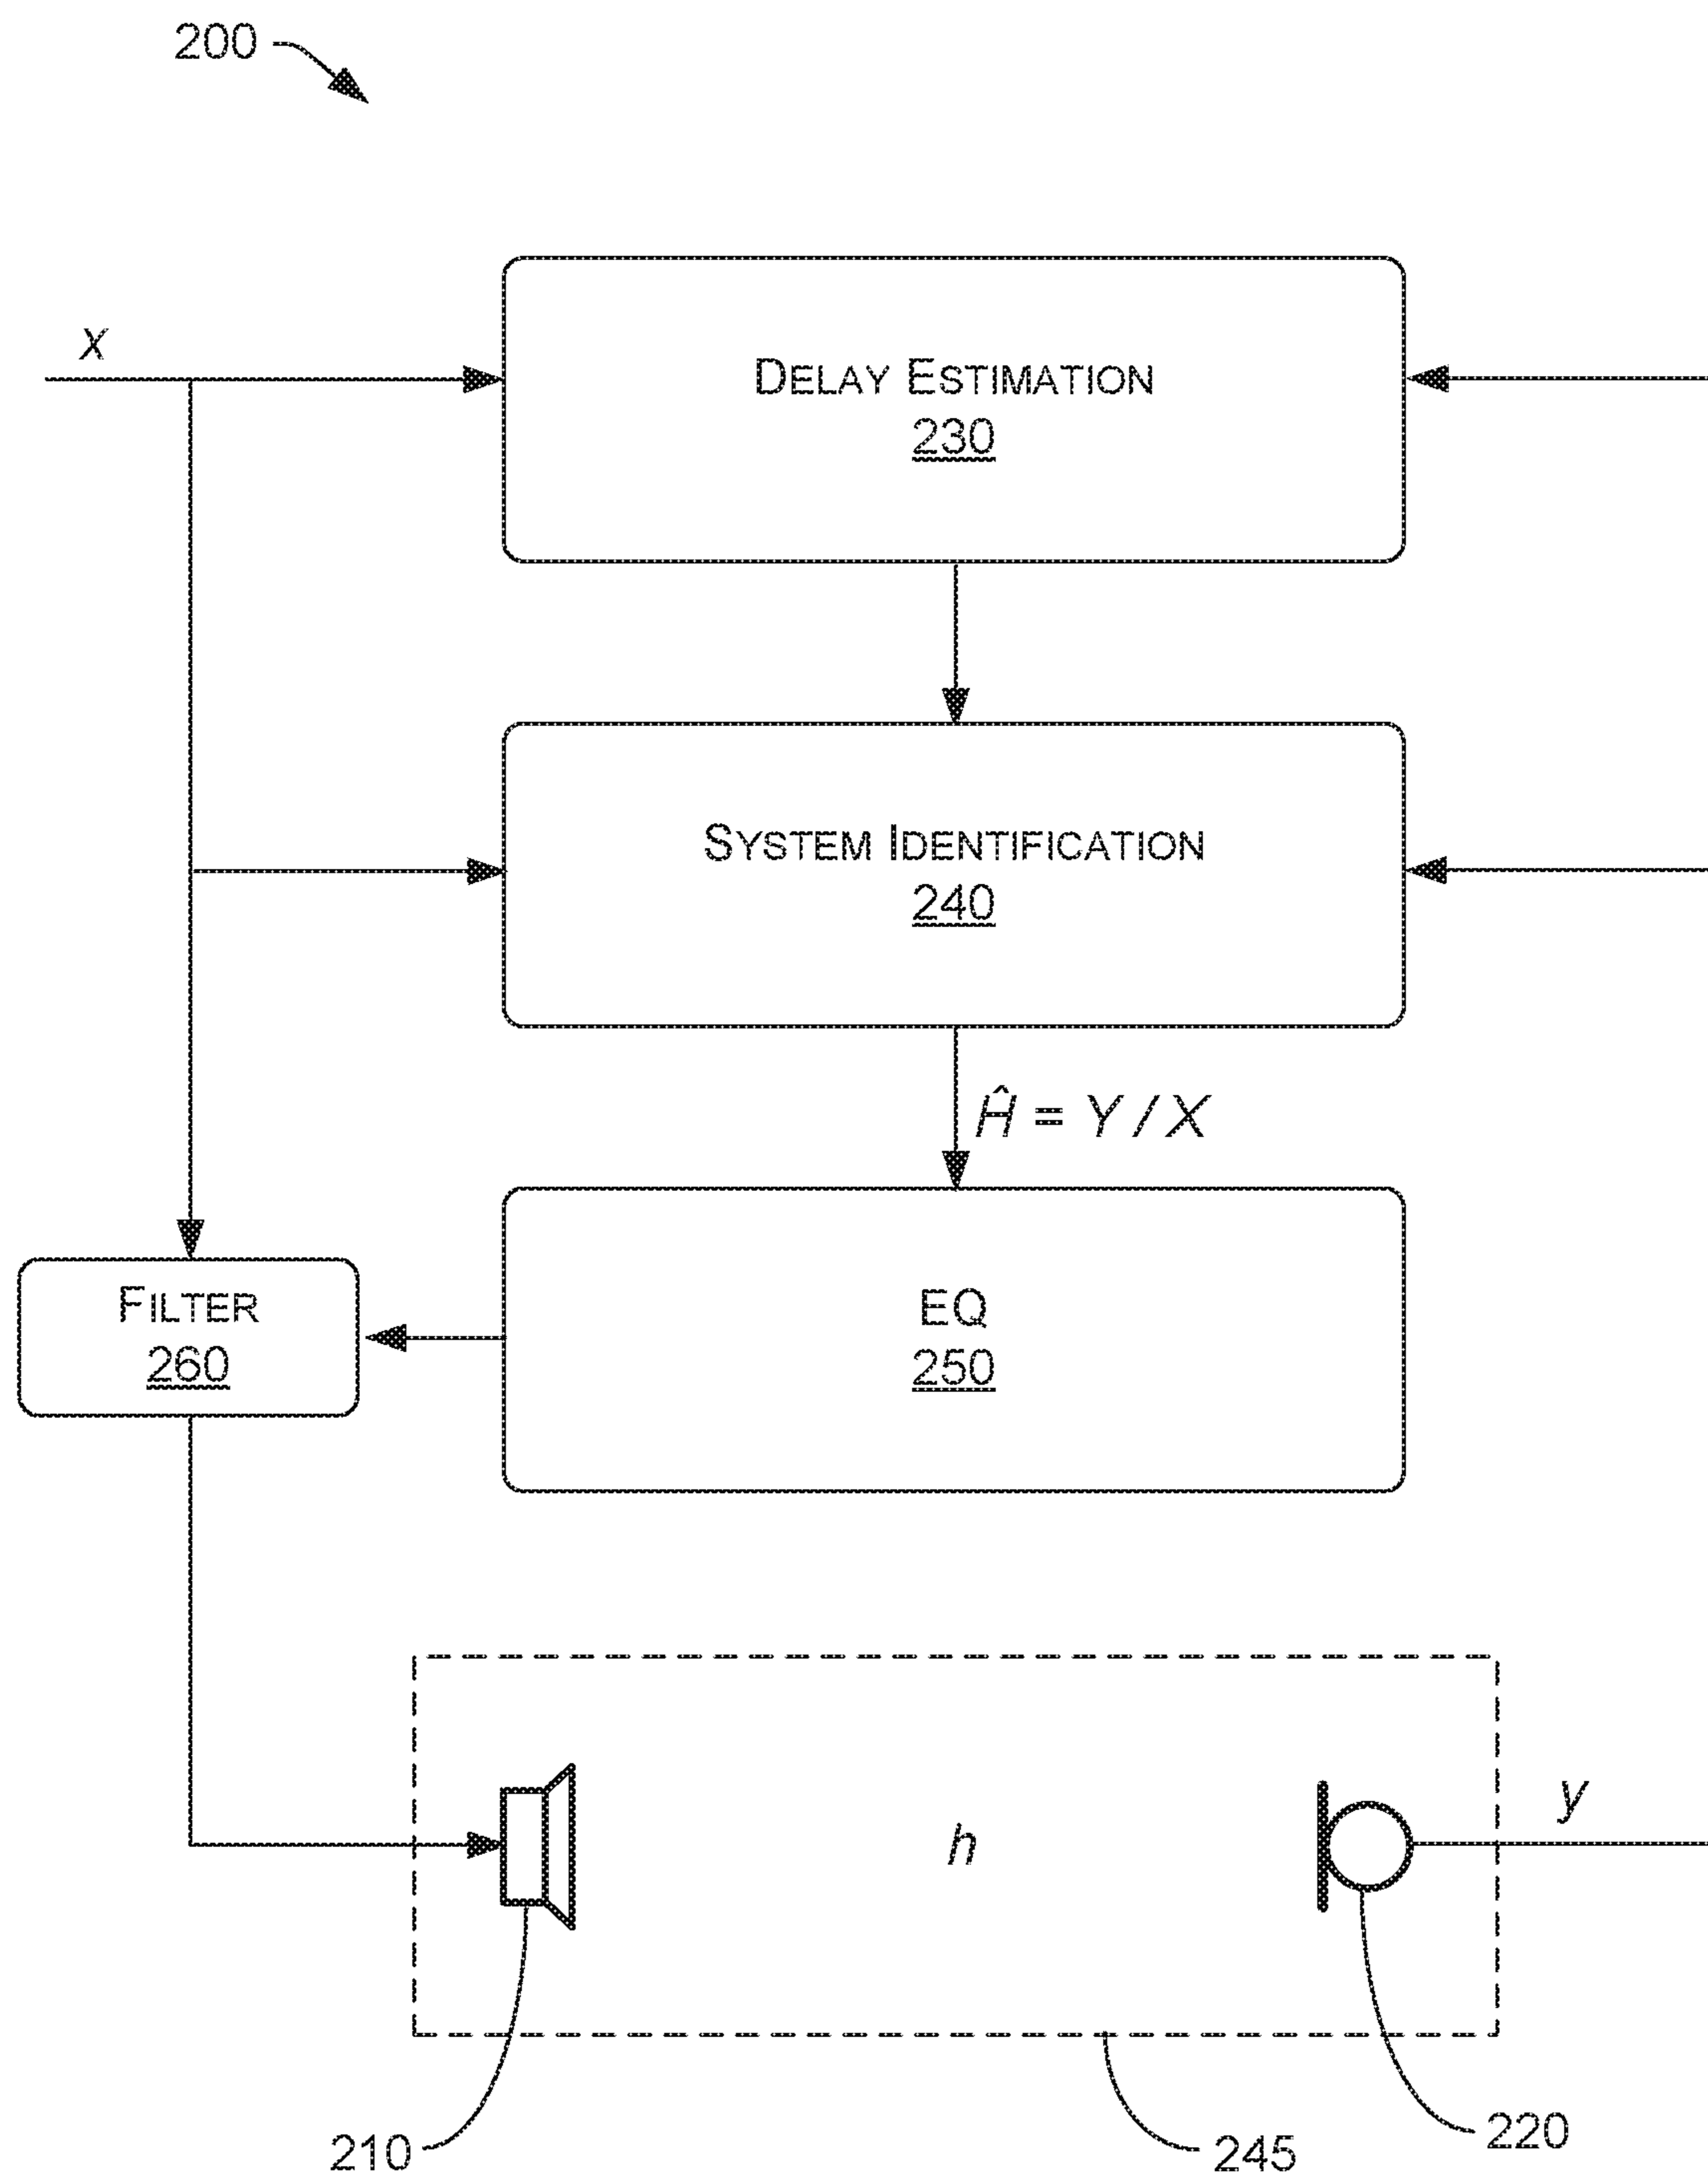 200
x
DELAY ESTIMATION
230
SYSTEM IDENTIFICATION
240
Ĥ = Y / X
FILTER
260
EQ
250
h
y
210
245
220